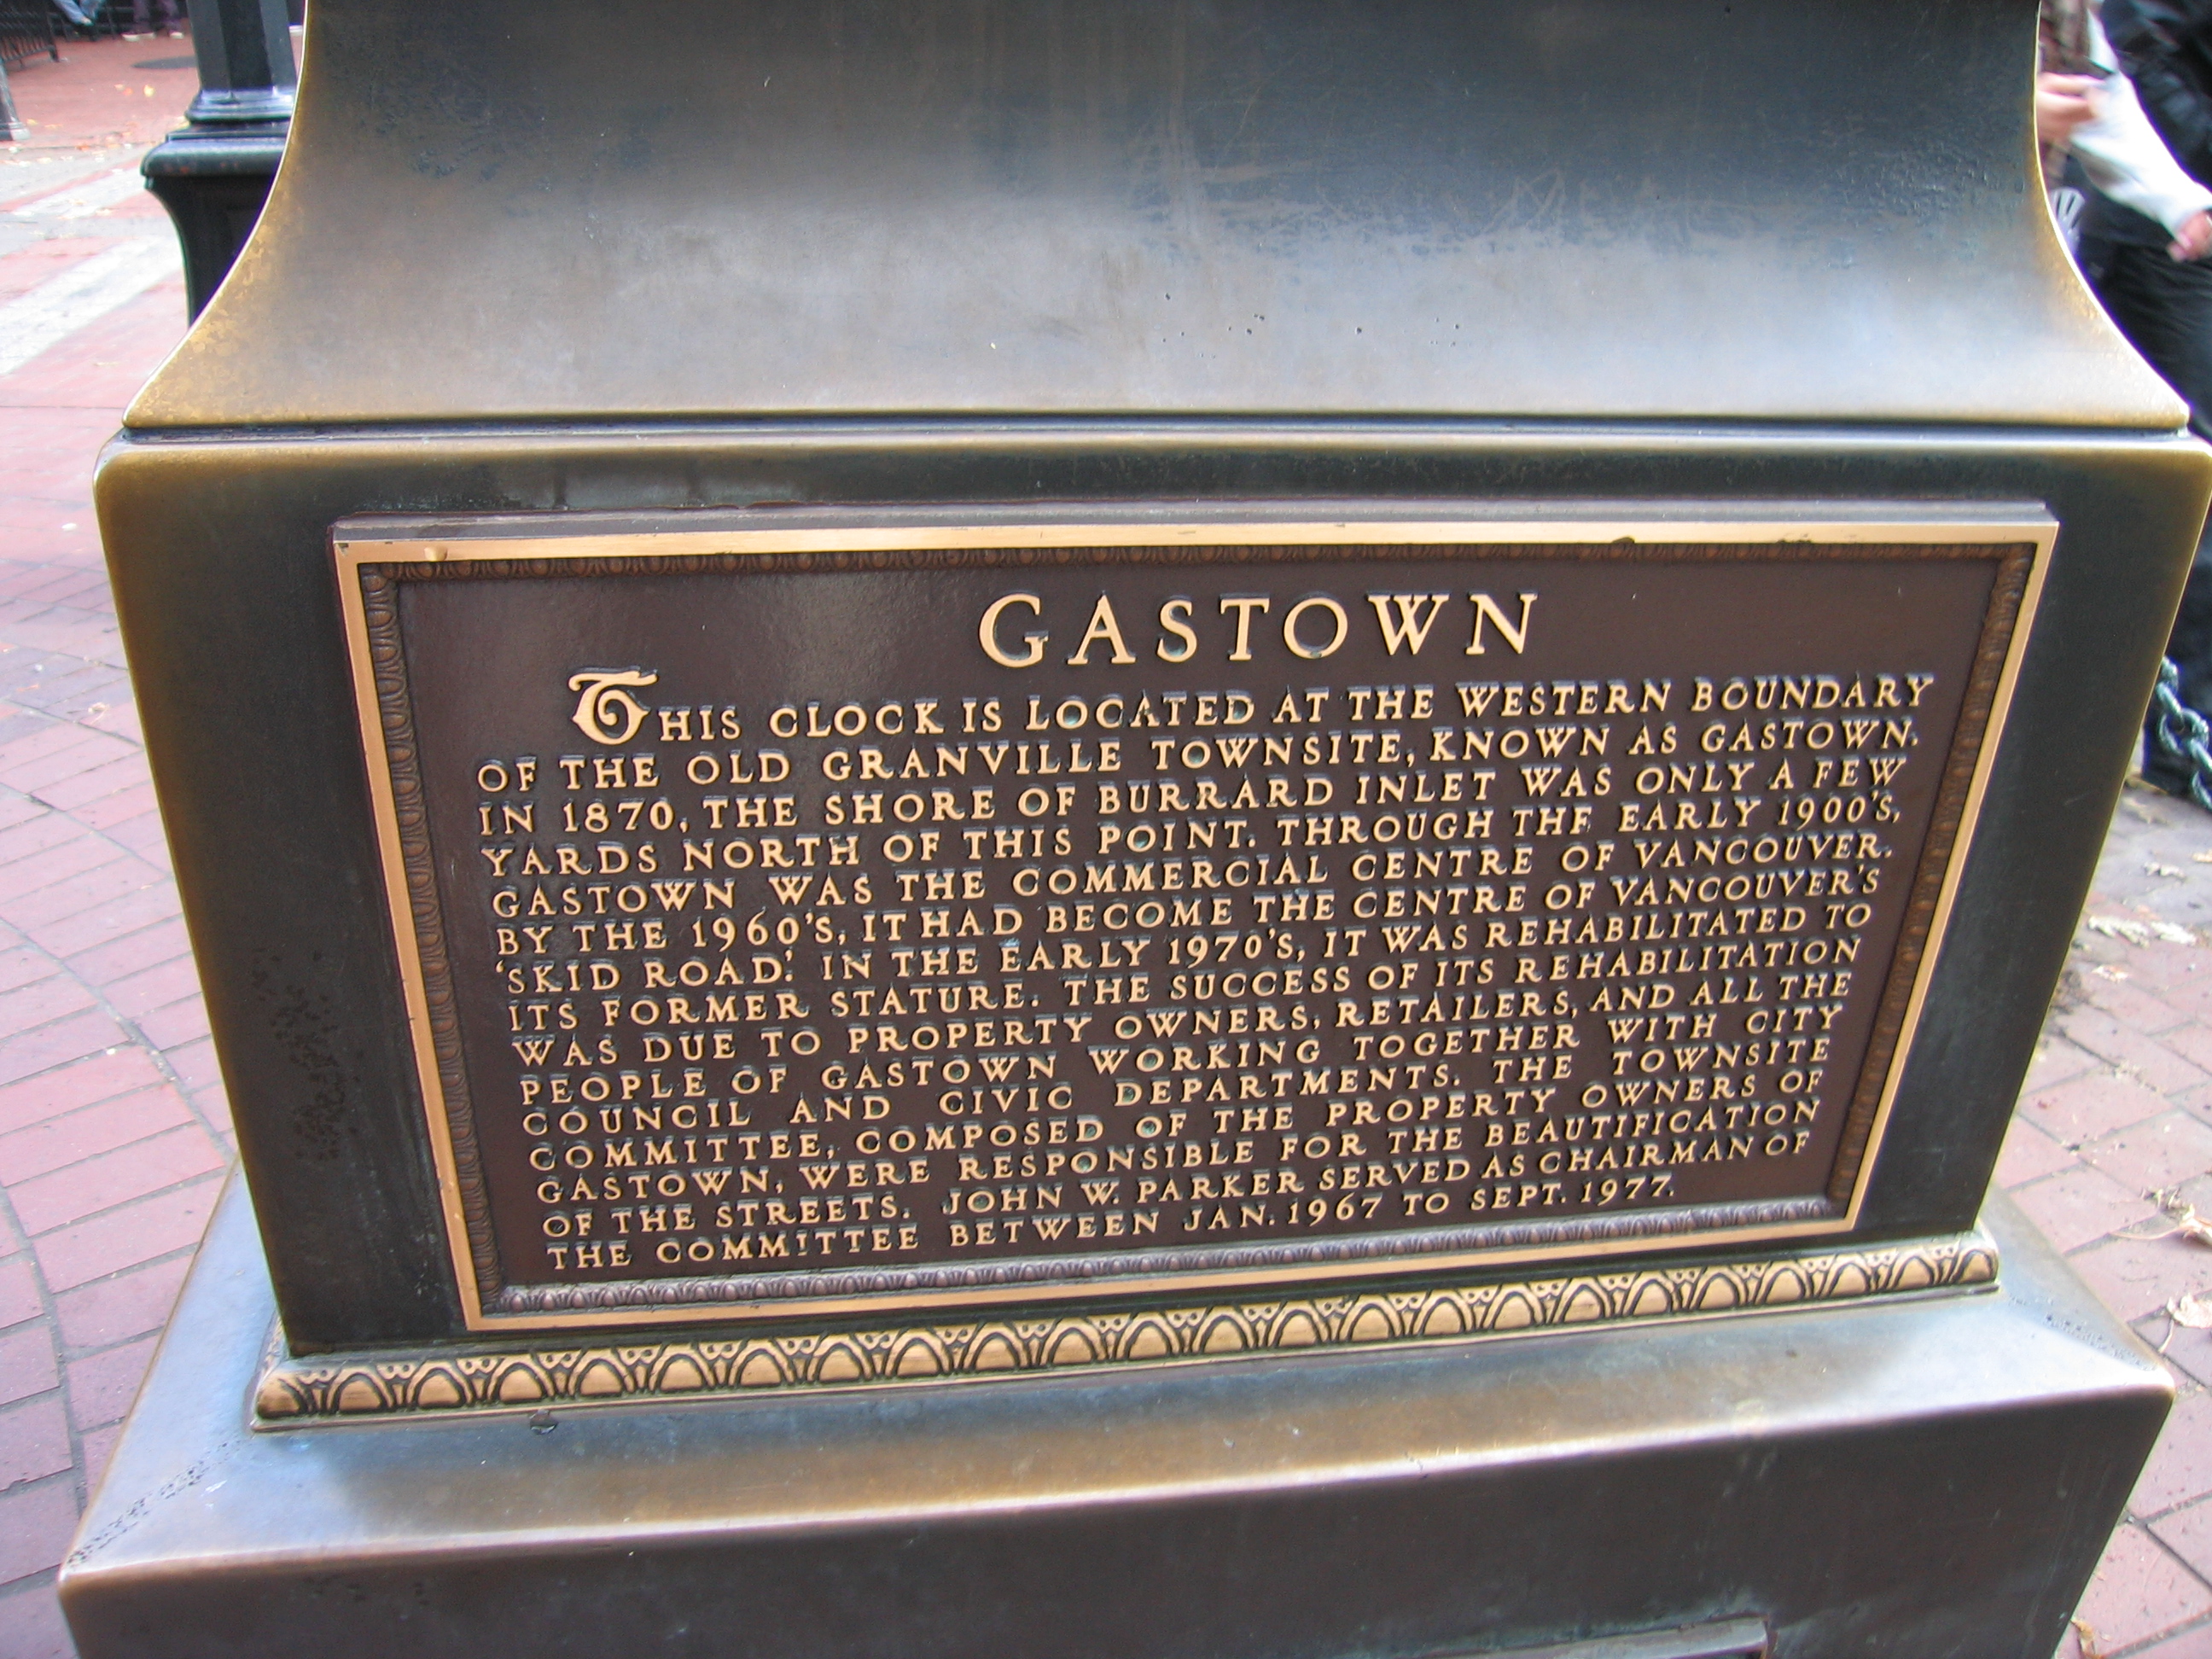 GASTOWN
THIS CLOCK IS LOCATED AT THE WESTERN BOUNDARY
OF THE OLD GRANVILLE TOWNSITE, KNOWN AS GASTOWN.
IN 1870, THE SHORE OF BURRARD INLET WAS ONLY A FEW
YARDS NORTH OF THIS POINT. THROUGH THE EARLY 1900'S,
GASTOWN WAS THE COMMERCIAL CENTRE OF VANCOUVER.
BY THE 1960'S, IT HAD BECOME THE CENTRE OF VANCOUVER'S
'SKID ROAD'. IN THE EARLY 1970'S, IT WAS REHABILITATED TO
ITS FORMER STATURE. THE SUCCESS OF ITS REHABILITATION
WAS DUE TO PROPERTY OWNERS, RETAILERS, AND ALL THE
PEOPLE OF GASTOWN WORKING TOGETHER WITH CITY
COUNCIL AND CIVIC DEPARTMENTS. THE TOWNSITE
COMMITTEE, COMPOSED OF THE PROPERTY OWNERS OF
GASTOWN, WERE RESPONSIBLE FOR THE BEAUTIFICATION
OF THE STREETS. JOHN W. PARKER SERVED AS CHAIRMAN OF
THE COMMITTEE BETWEEN JAN. 1967 TO SEPT. 1977.